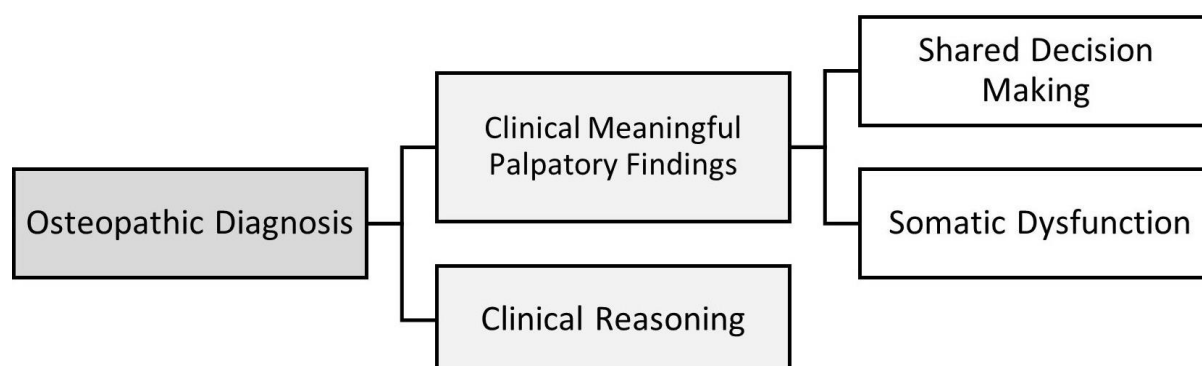 Osteopathic Diagnosis
Clinical Meaningful
Palpatory Findings
Clinical Reasoning
Shared Decision
Making
Somatic Dysfunction